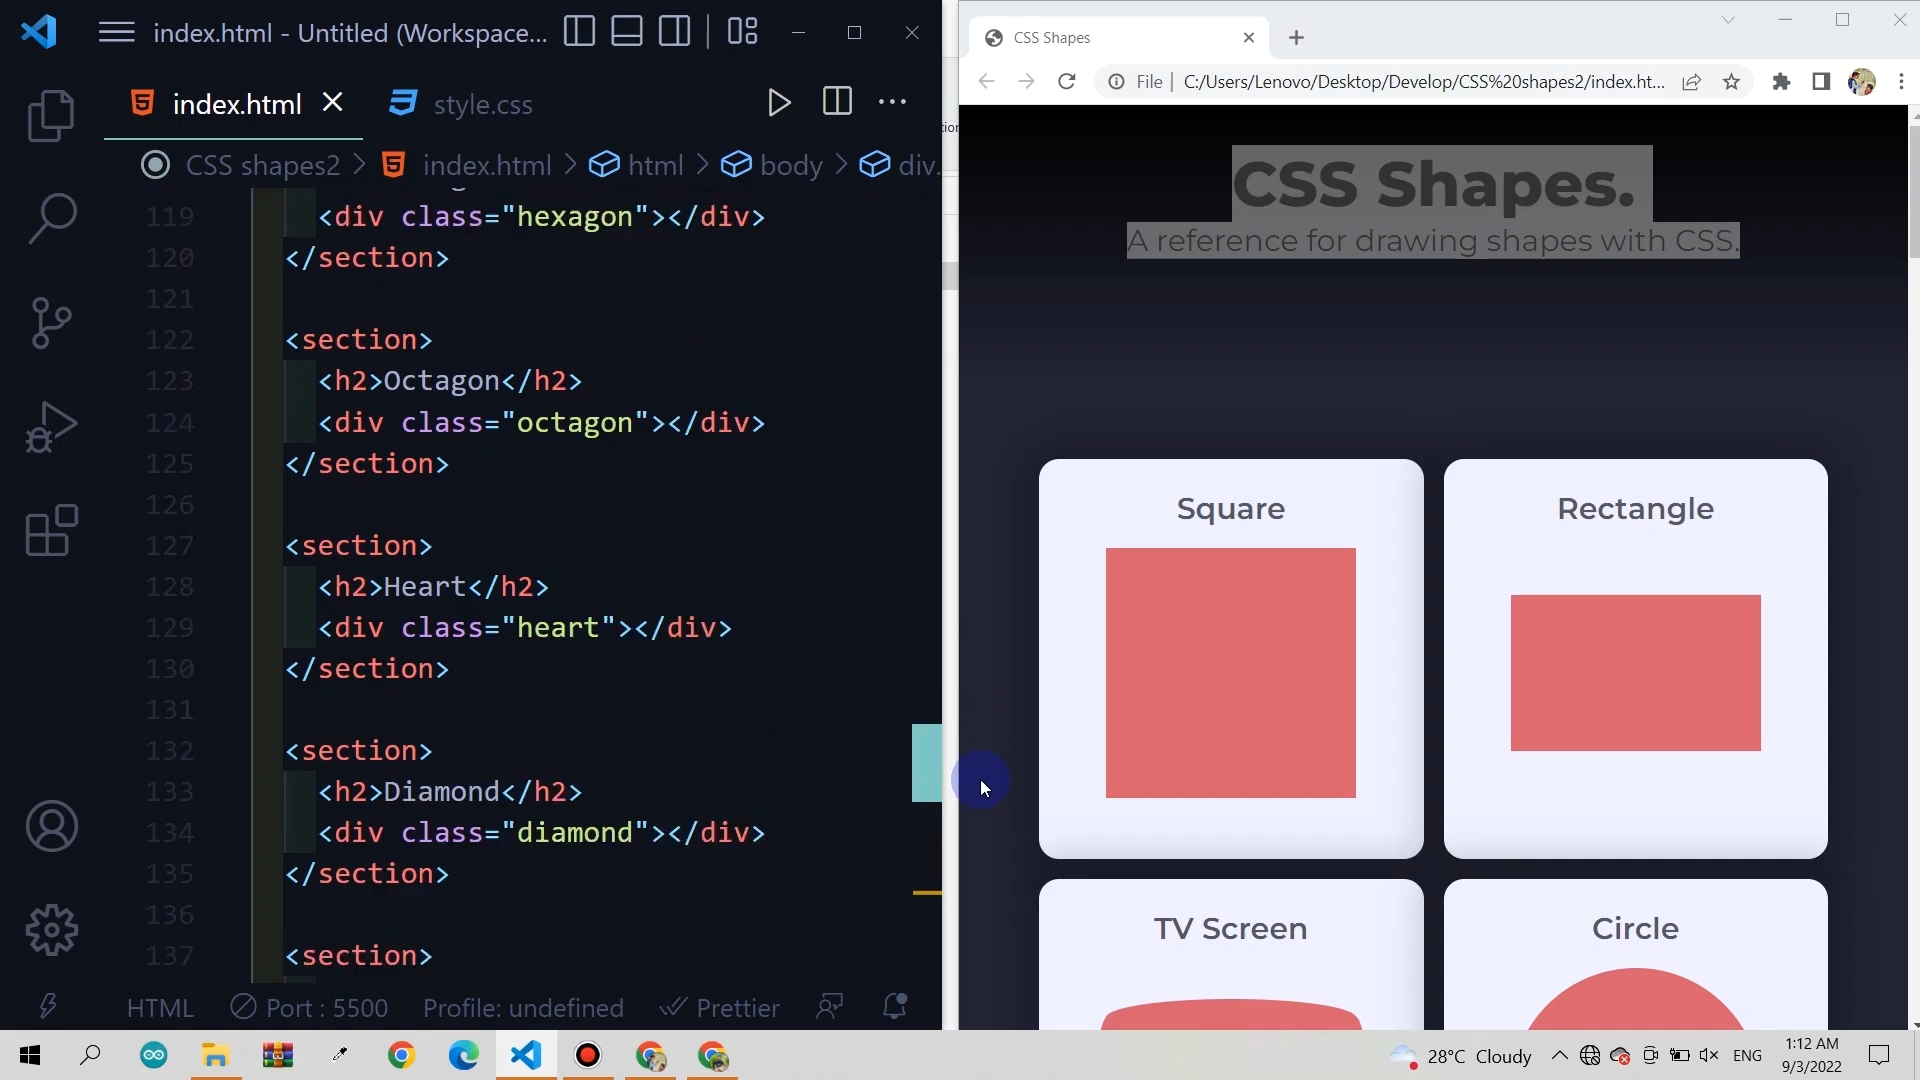 index.html - Untitled (Workspace...
index.html
style.css
CSS shapes2 > index.html > html > body > div.
119 <div class="hexagon"></div>
120 </section>
121
122 <section>
123 <h2>Octagon</h2>
124 <div class="octagon"></div>
125 </section>
126
127 <section>
128 <h2>Heart</h2>
129 <div class="heart"></div>
130 </section>
131
132 <section>
133 <h2>Diamond</h2>
134 <div class="diamond"></div>
135 </section>
136
137 <section>
HTML Port : 5500 Profile: undefined Prettier
CSS Shapes
File | C:/Users/Lenovo/Desktop/Develop/CSS%20shapes2/index.ht...
CSS Shapes.
A reference for drawing shapes with CSS.
Square
Rectangle
TV Screen
Circle
28°C Cloudy
ENG
1:12 AM
9/3/2022